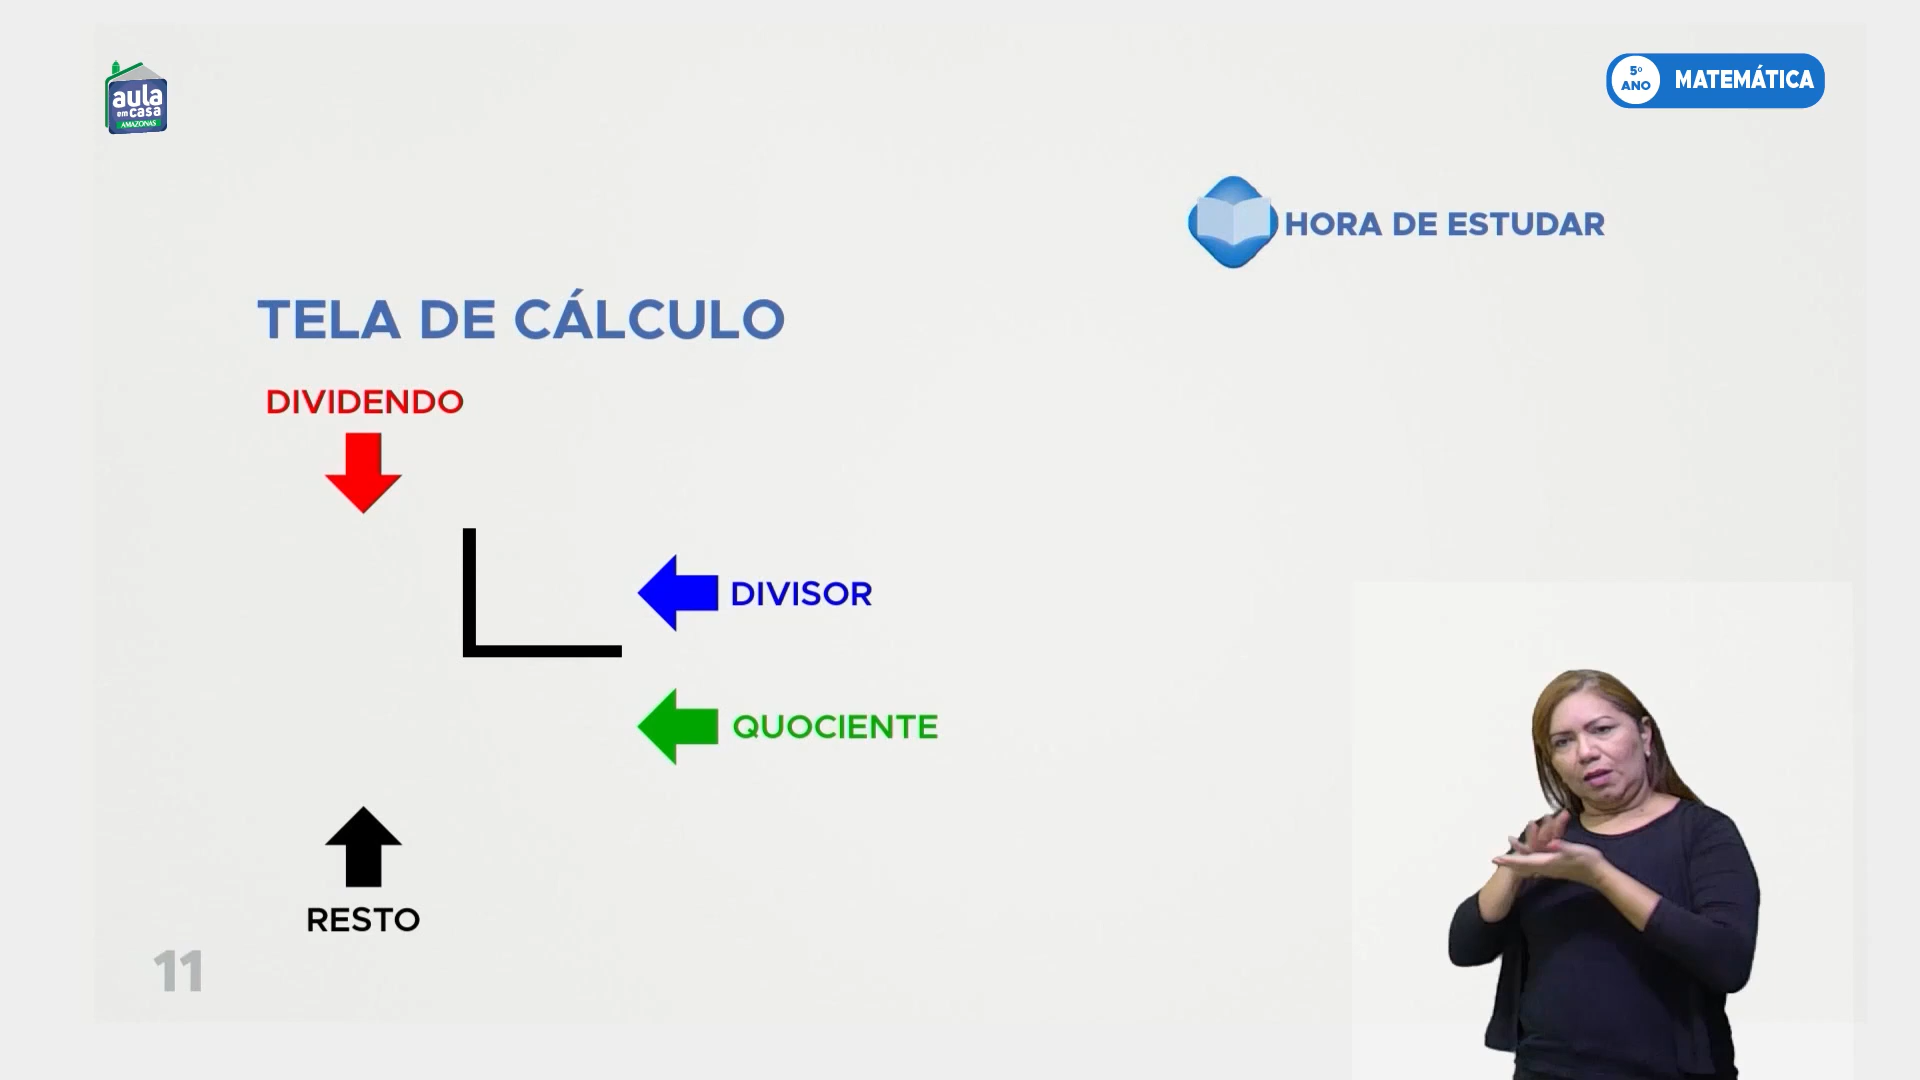 aula
em casa
AMAZONAS
5º
ANO
MATEMÁTICA
HORA DE ESTUDAR
TELA DE CÁLCULO
DIVIDENDO
DIVISOR
QUOCIENTE
RESTO
11